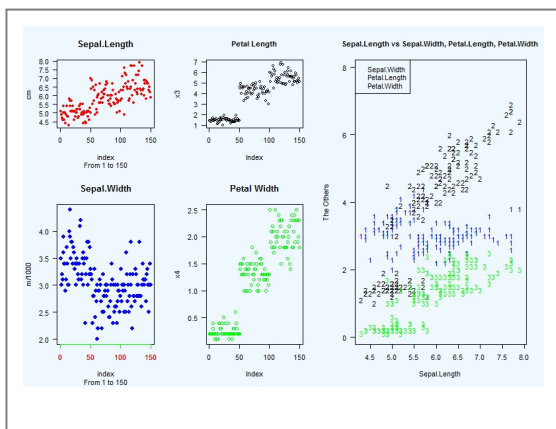 Sepal.Length
cm
8.0
7.5
7.0
6.5
6.0
5.5
5.0
4.5
0 50 100 150
index
From 1 to 150
Petal Length
x3
7
6
5
4
3
2
1
0 50 100 150
Index
Sepal.Width
4.0
3.5
3.0
2.5
2.0
0 50 100 150
index
From 1 to 150
Petal Width
x4
2.5
2.0
1.5
1.0
0.5
0 50 100 150
Index
Sepal.Length vs Sepal.Width, Petal.Length, Petal.Width
Sepal.Width
Petal.Length
Petal.Width
The Others
8
6
4
2
0
4.5 5.0 5.5 6.0 6.5 7.0 7.5 8.0
Sepal.Length